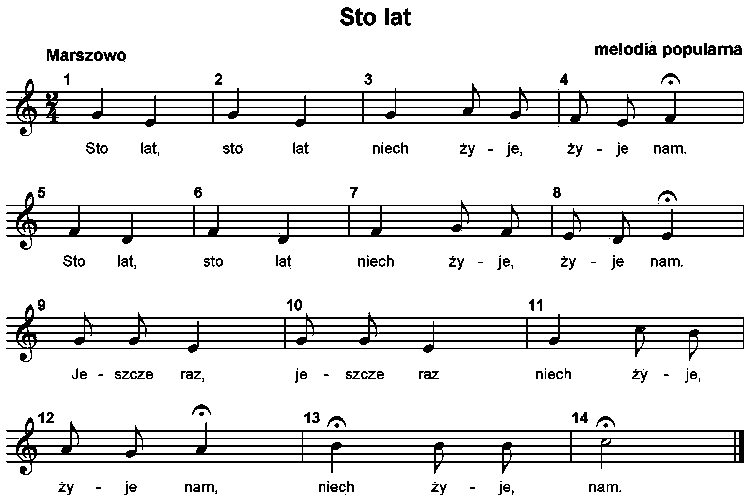 Sto lat
Marszowo
melodia popularna
1 2 3 4
2 4
Sto lat, sto lat niech ży - je, ży - je nam.
5 6 7 8
Sto lat, sto lat niech ży - je, ży - je nam.
9 10 11
Je - szcze raz, je - szcze raz niech ży - je,
12 13 14
ży - je nam, niech ży - je, nam.